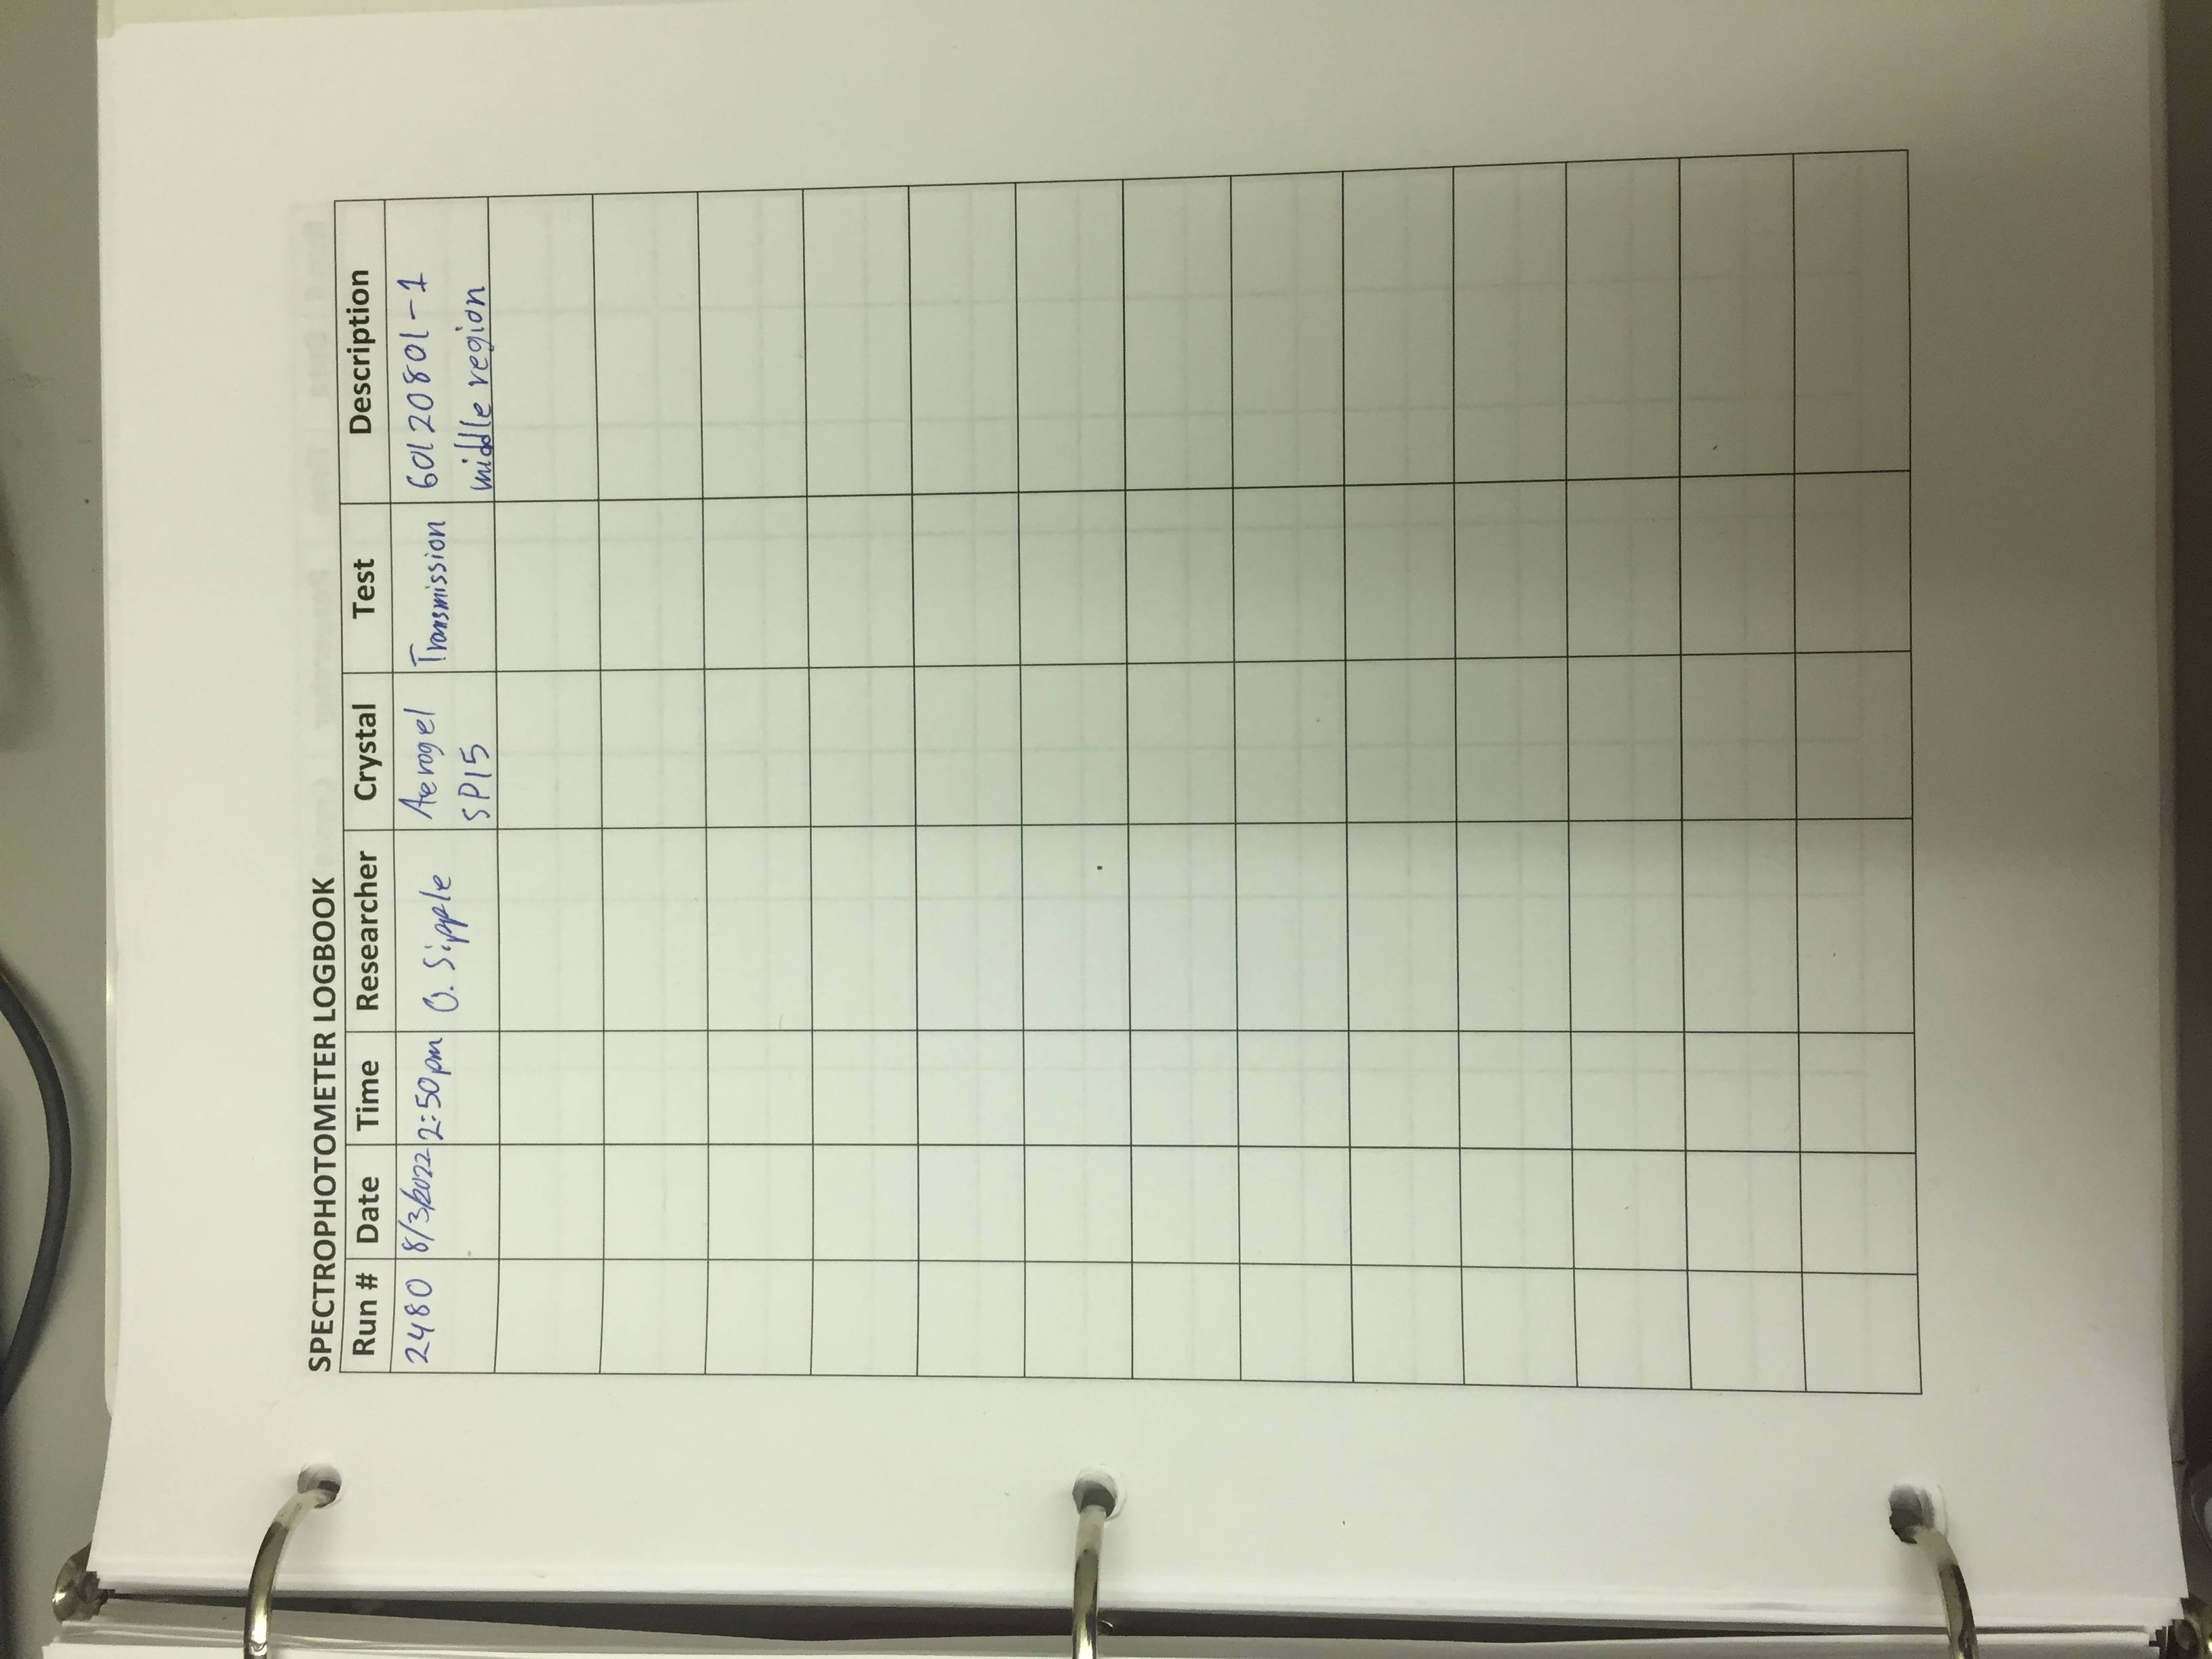 SPECTROPHOTOMETER LOGBOOK
Run # Date Time Researcher Crystal Test Description
2480 8/3/2022 2:50pm O. Sipple Aerogel Transmission 60120801-1
SP15 middle region